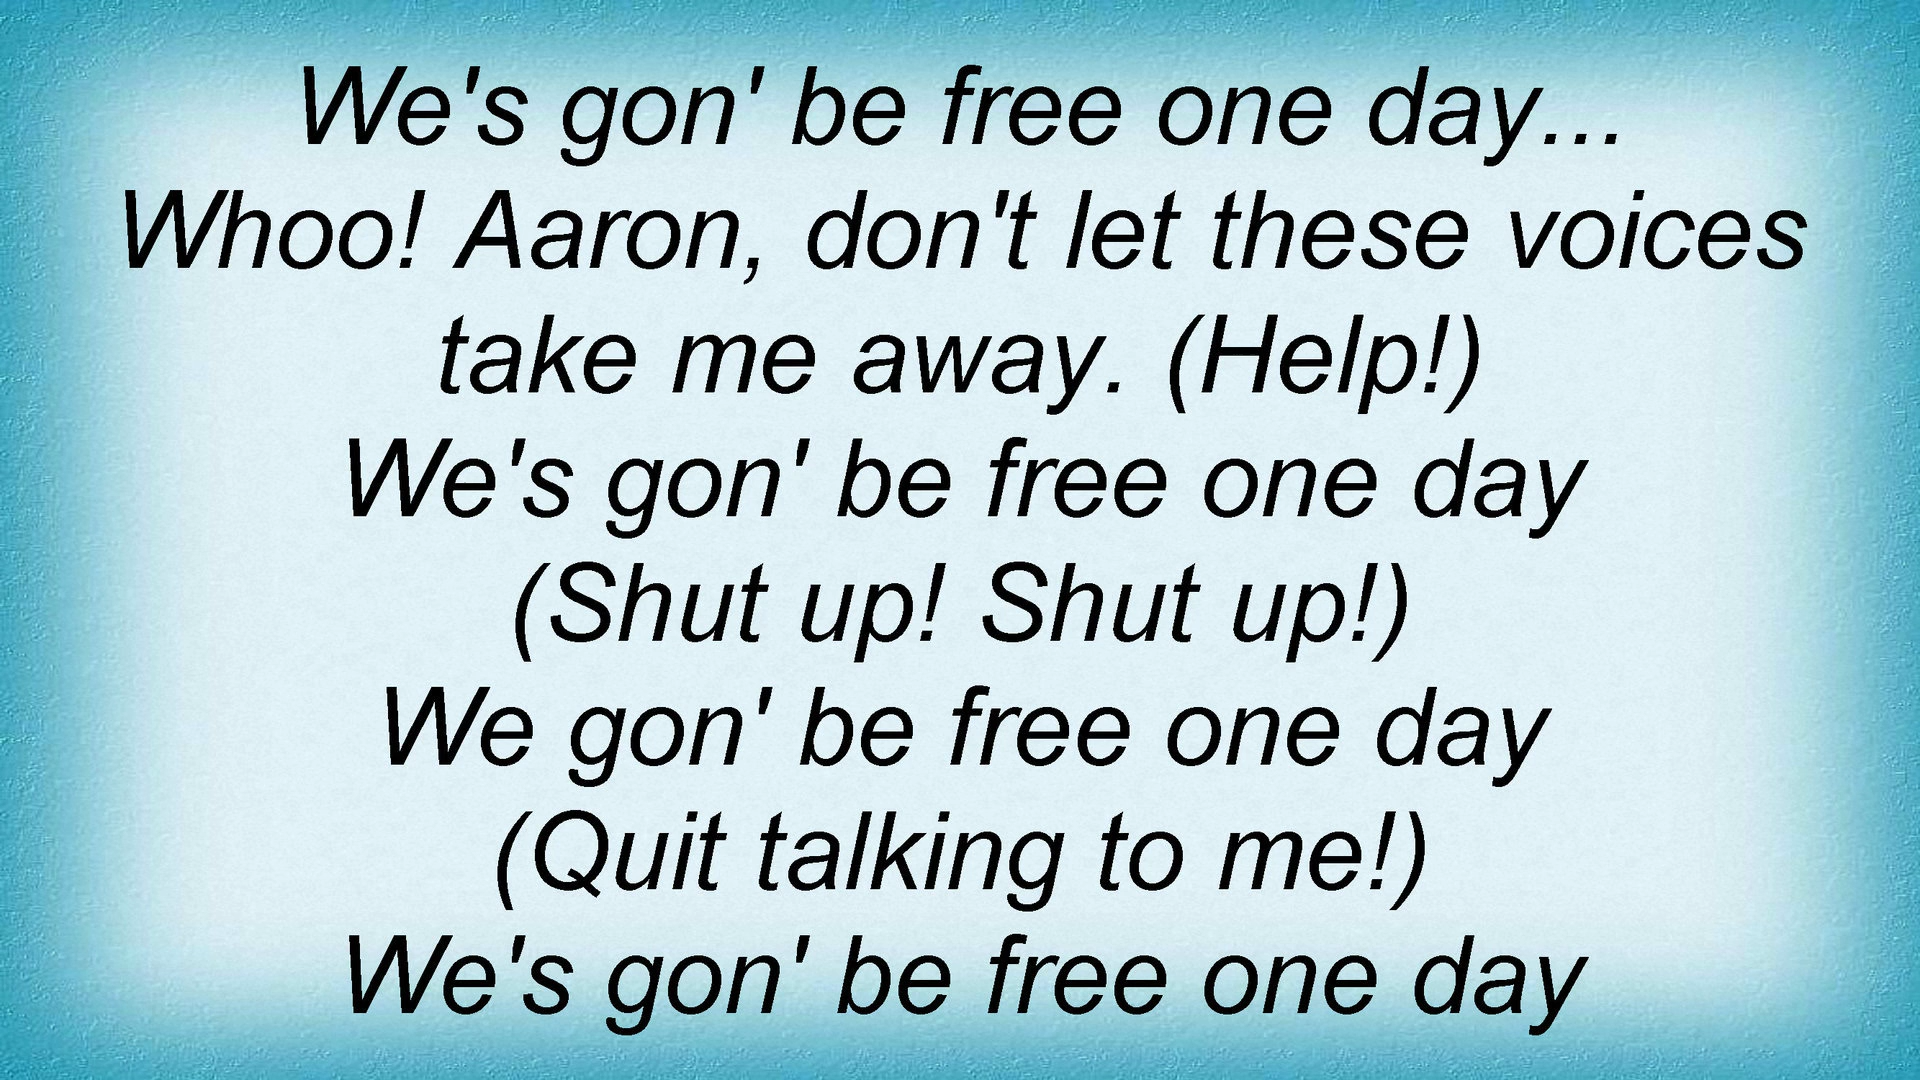 We's gon' be free one day...
Whoo! Aaron, don't let these voices
take me away. (Help!)
We's gon' be free one day
(Shut up! Shut up!)
We gon' be free one day
(Quit talking to me!)
We's gon' be free one day